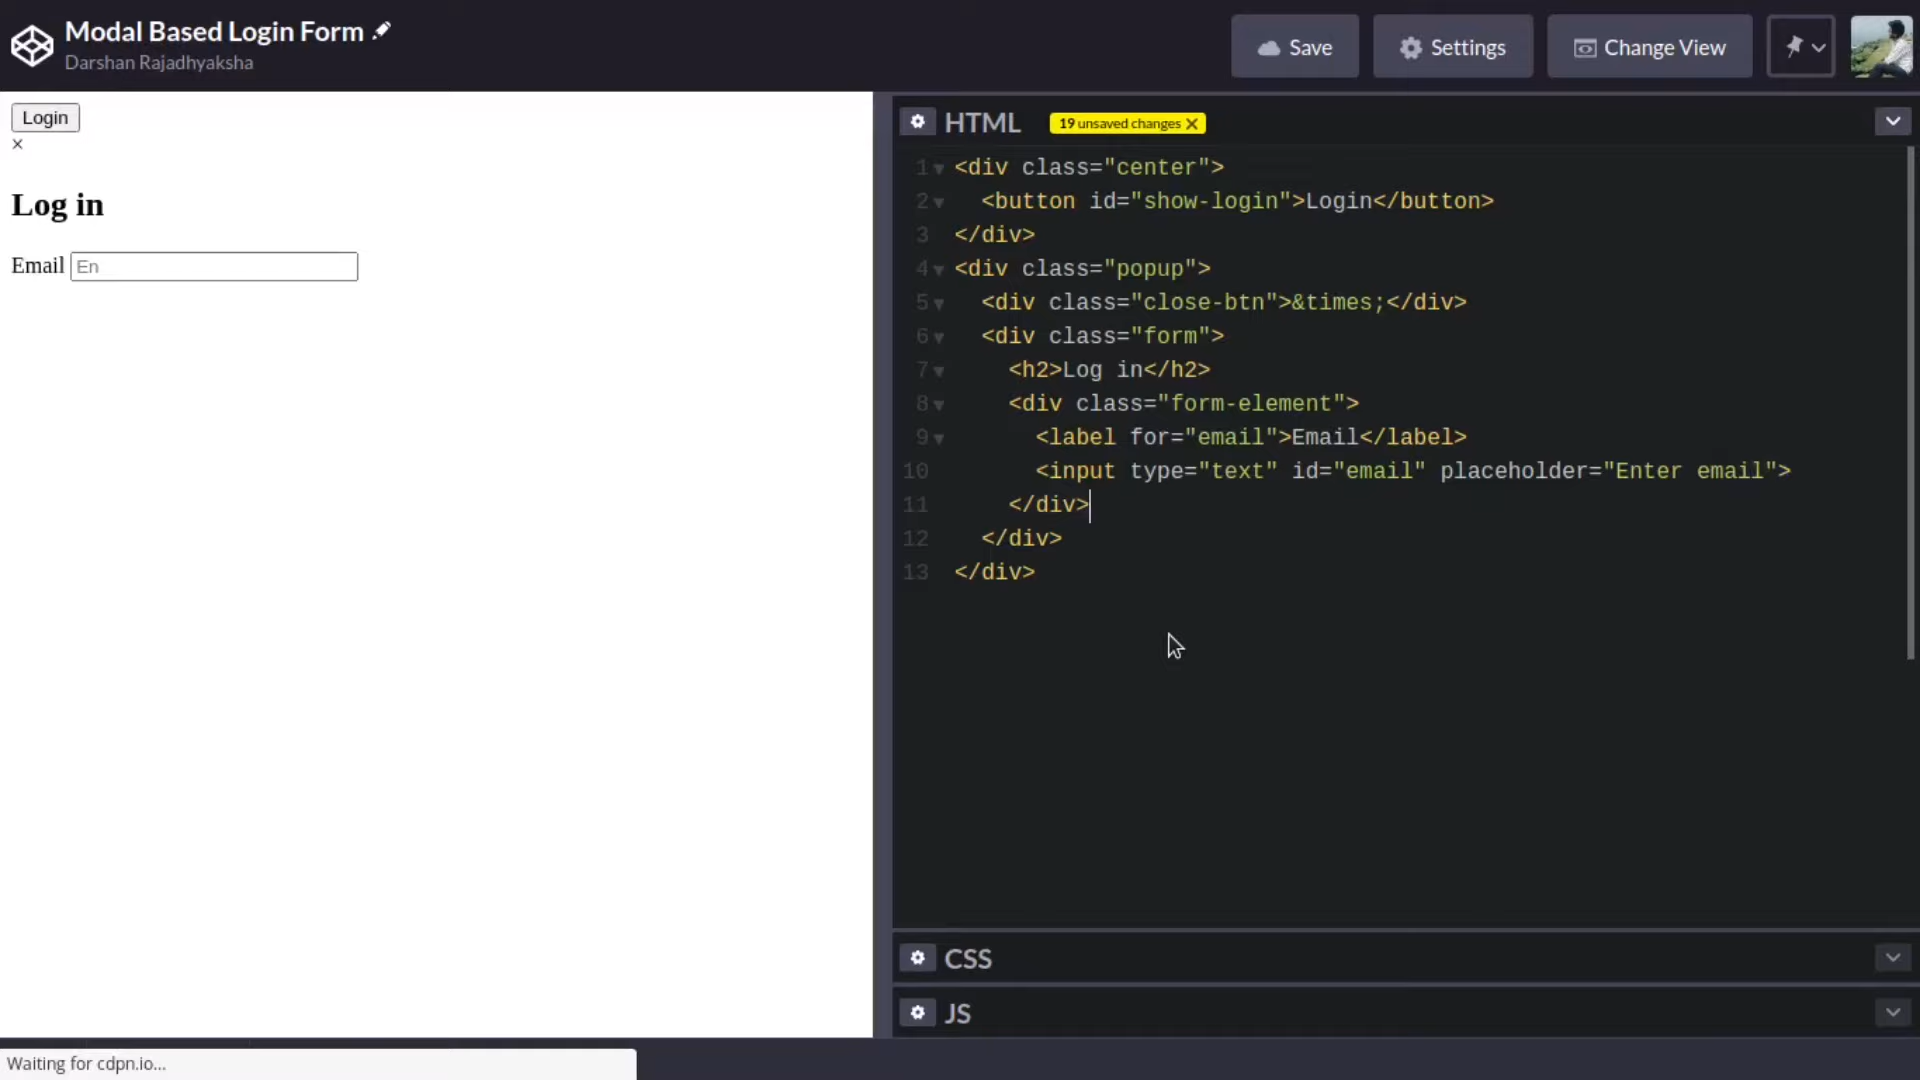 Modal Based Login Form
Darshan Rajadhyaksha
Save
Settings
Change View
Login
×
Log in
Email En
HTML 19 unsaved changes X
1 <div class="center">
2 <button id="show-login">Login</button>
3 </div>
4 <div class="popup">
5 <div class="close-btn">&times;</div>
6 <div class="form">
7 <h2>Log in</h2>
8 <div class="form-element">
9 <label for="email">Email</label>
10 <input type="text" id="email" placeholder="Enter email">
11 </div>
12 </div>
13 </div>
CSS
JS
Waiting for cdpn.io...